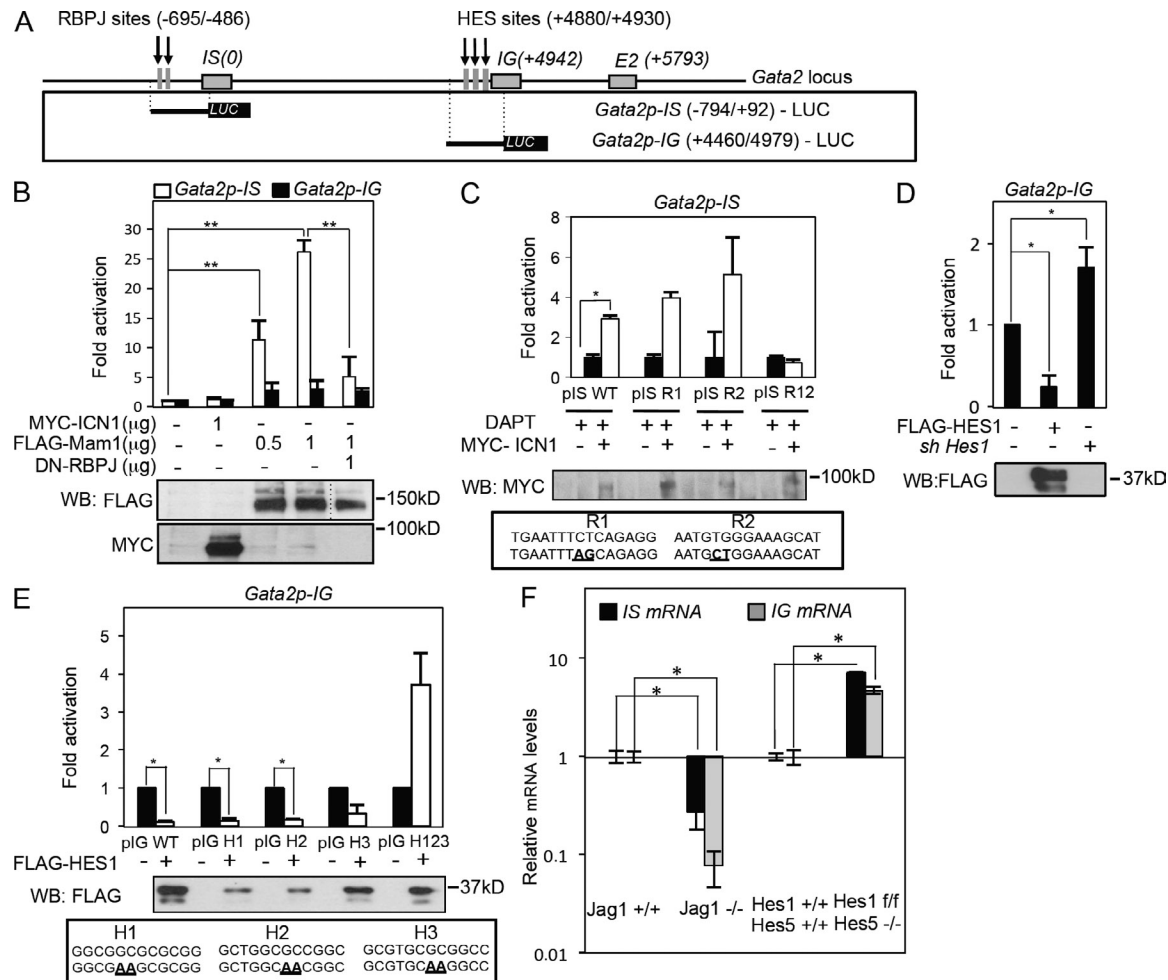 A
RBPJ sites (-695/-486)
HES sites (+4880/+4930)
IS(0)
IG(+4942)
E2 (+5793)
Gata2 locus
LUC
Gata2p-IS (-794/+92) - LUC
LUC
Gata2p-IG (+4460/4979) - LUC
B
Gata2p-IS
Gata2p-IG
Fold activation
30
25
20
15
10
5
0
**
**
**
MYC-ICN1(µg) - 1 - - -
FLAG-Mam1(µg) - - 0.5 1 1
DN-RBPJ (µg) - - - - 1
WB: FLAG
-150kD
-100kD
MYC
C
Gata2p-IS
Fold activation
8
6
4
2
0
*
pIS WT pIS R1 pIS R2 pIS R12
DAPT + + + + + + + +
MYC- ICN1 - + - + - + - +
-100kD
WB: MYC
R1 R2
TGAATTTCTCAGAGG AATGTGGGAAAGCAT
TGAATTTAGCAGAGG AATGCTGGAAAGCAT
D
Gata2p-IG
Fold activation
2
1
0
*
*
FLAG-HES1 - + -
sh Hes1 - - +
WB:FLAG
-37kD
E
Gata2p-IG
Fold activation
5
4
3
2
1
0
* * *
pIG WT pIG H1 pIG H2 pIG H3 pIG H123
FLAG-HES1 - + - + - + - + - +
WB: FLAG
-37kD
H1 H2 H3
GGCGGCGCGCGG GCTGGCGCCGGC GCGTGCGCGGCC
GGCGAAGCGCGG GCTGGCAACGGC GCGTGCAAGGCC
F
IS mRNA
IG mRNA
Relative mRNA levels
10
1
0.1
0.01
*
*
*
*
Jag1 +/+ Jag1 -/- Hes1 +/+ Hes1 f/f
Hes5 +/+ Hes5 -/-